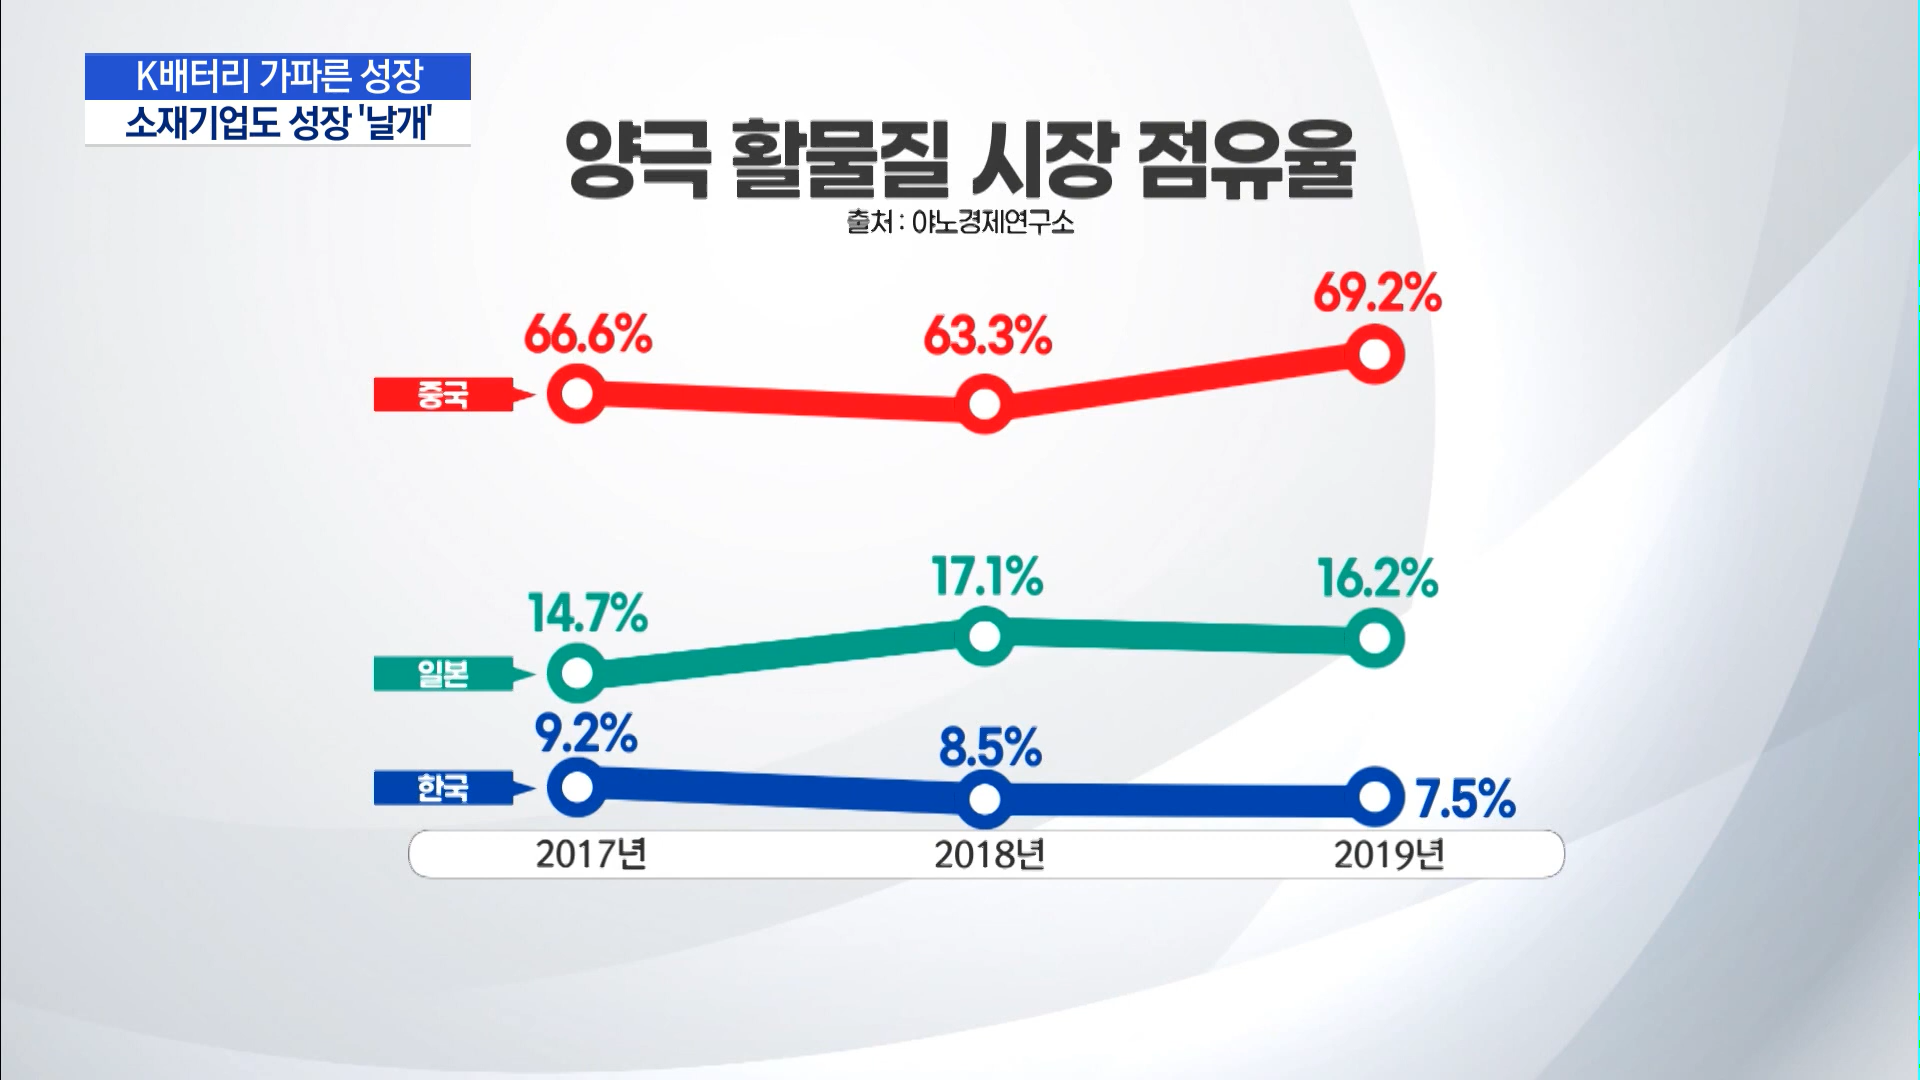 K배터리 가파른 성장
소재기업도 성장 '날개'
양극 활물질 시장 점유율
출처 : 야노경제연구소
69.2%
66.6%
63.3%
중국
17.1%
16.2%
14.7%
일본
9.2%
8.5%
한국
7.5%
2017년
2018년
2019년